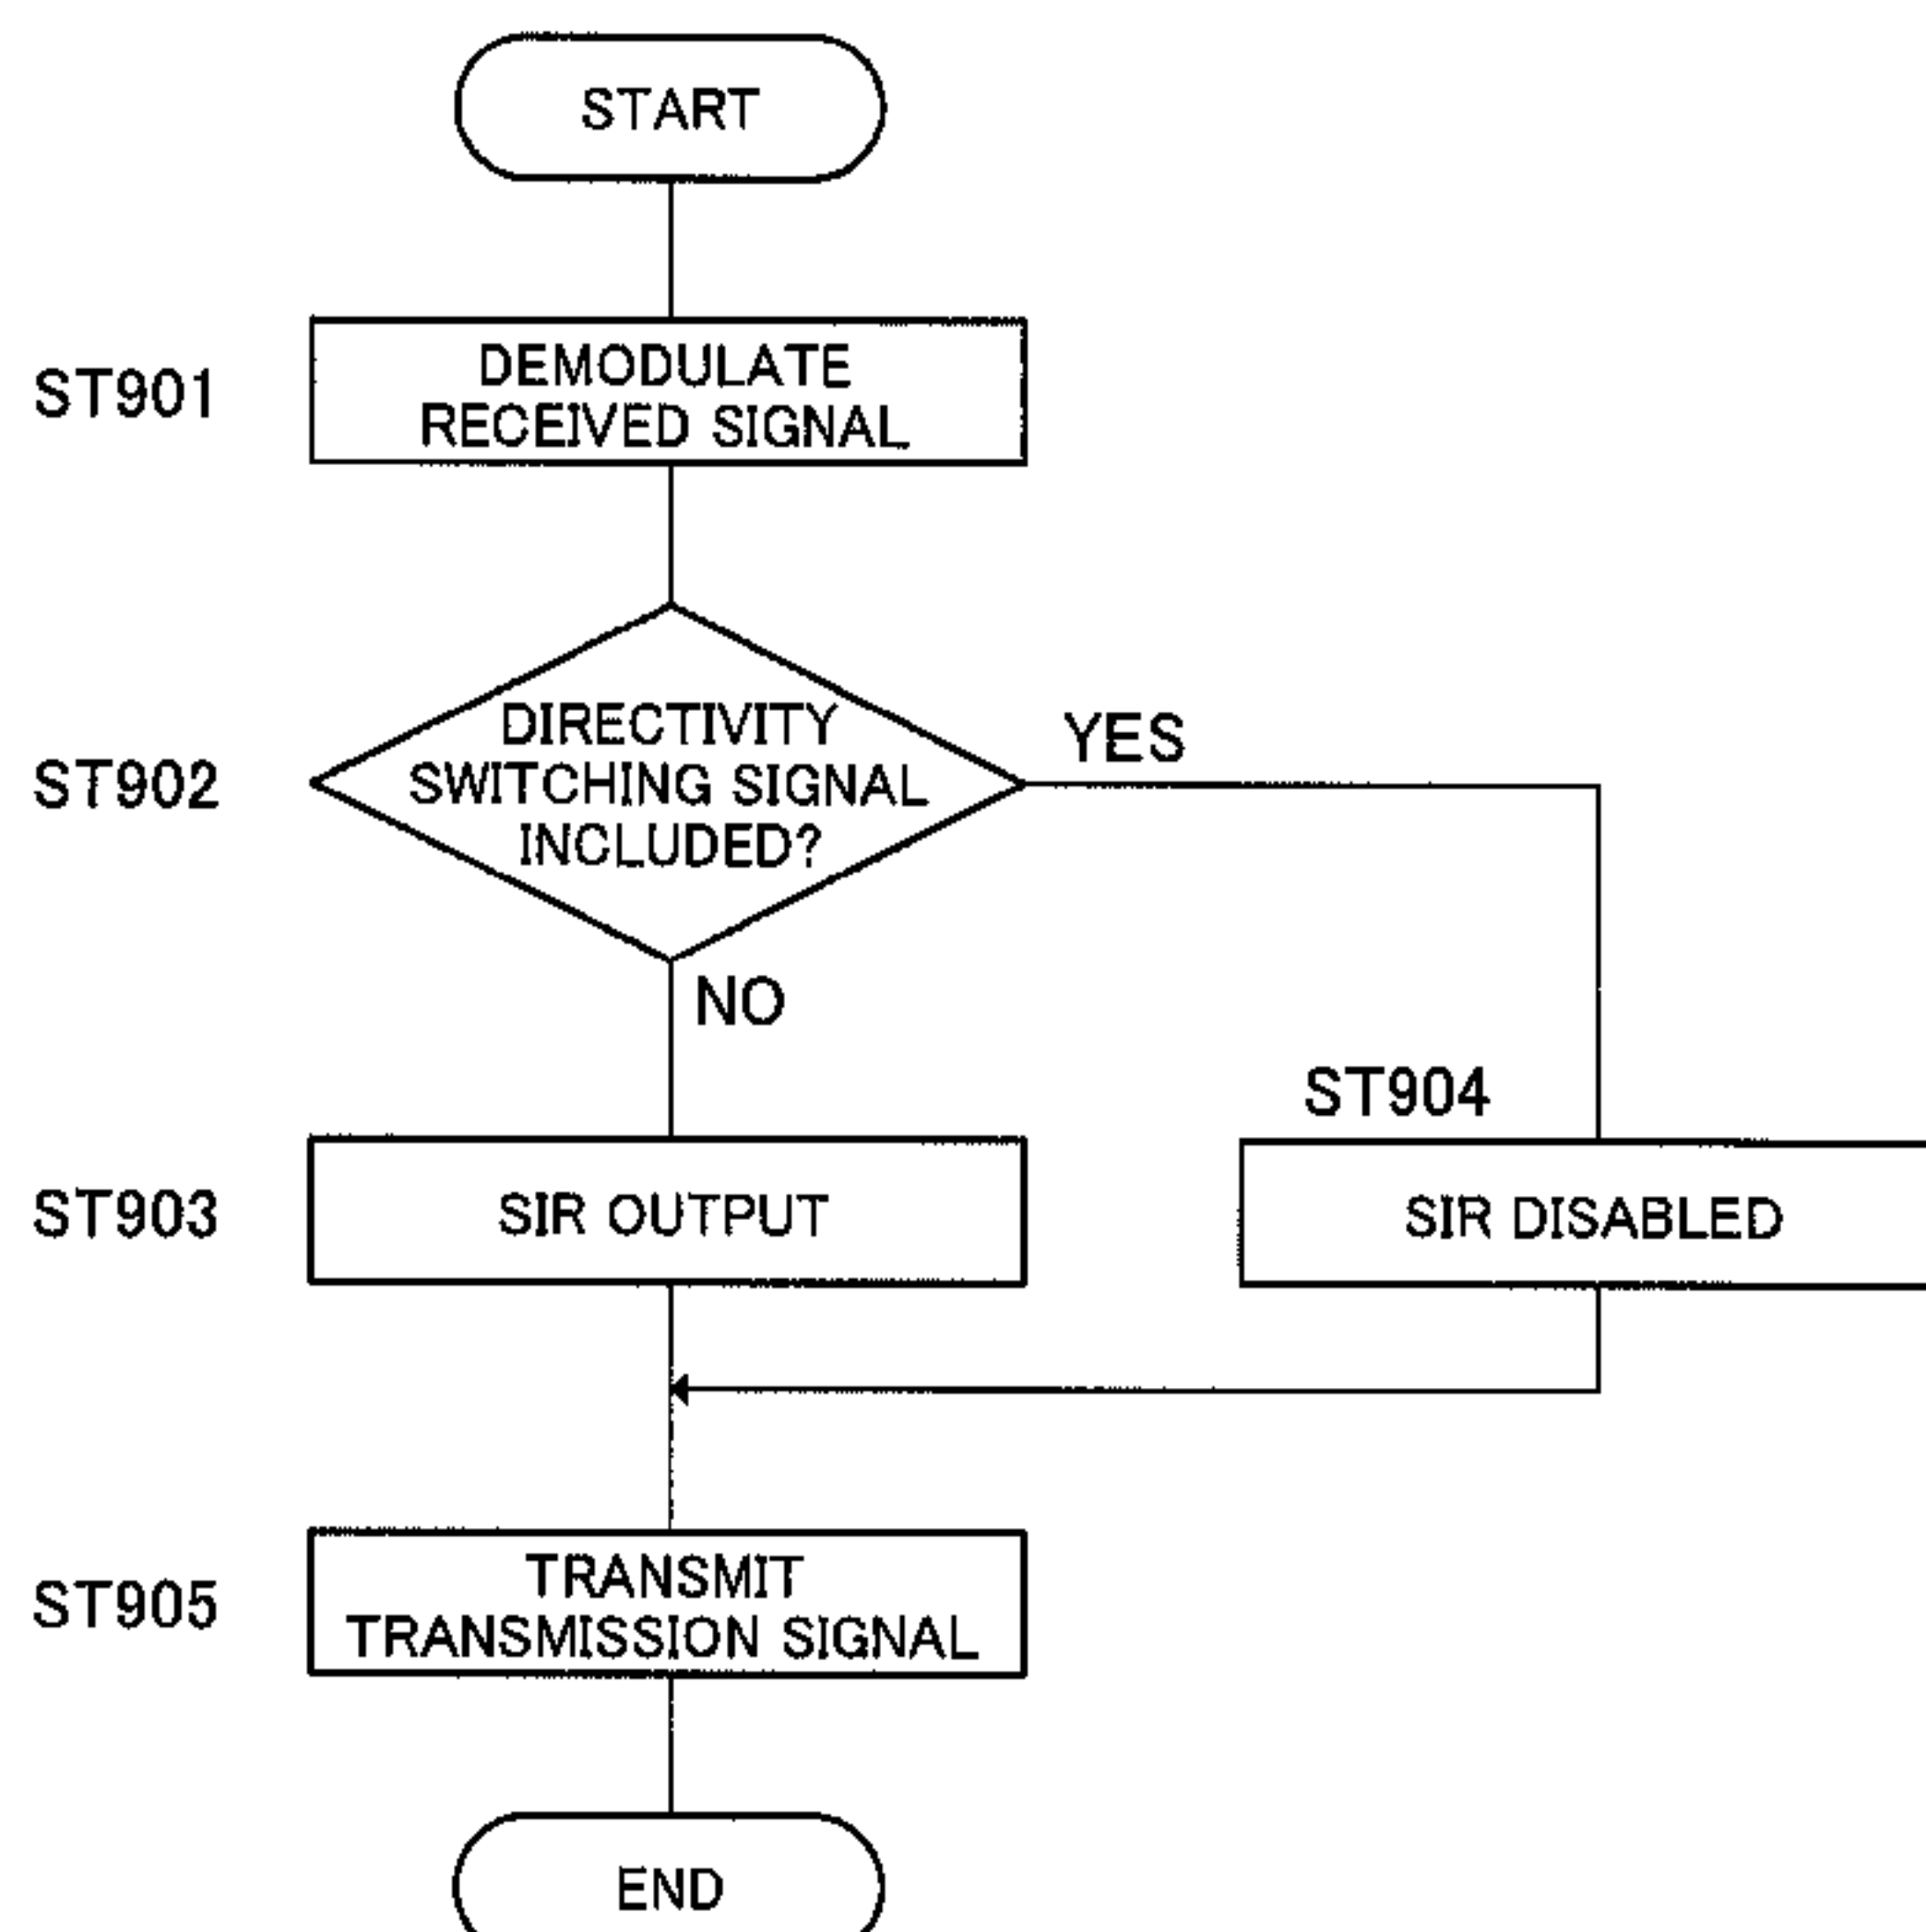 START
ST901
DEMODULATE
RECEIVED SIGNAL
ST902
DIRECTIVITY
SWITCHING SIGNAL
INCLUDED?
YES
NO
ST904
ST903
SIR OUTPUT
SIR DISABLED
ST905
TRANSMIT
TRANSMISSION SIGNAL
END